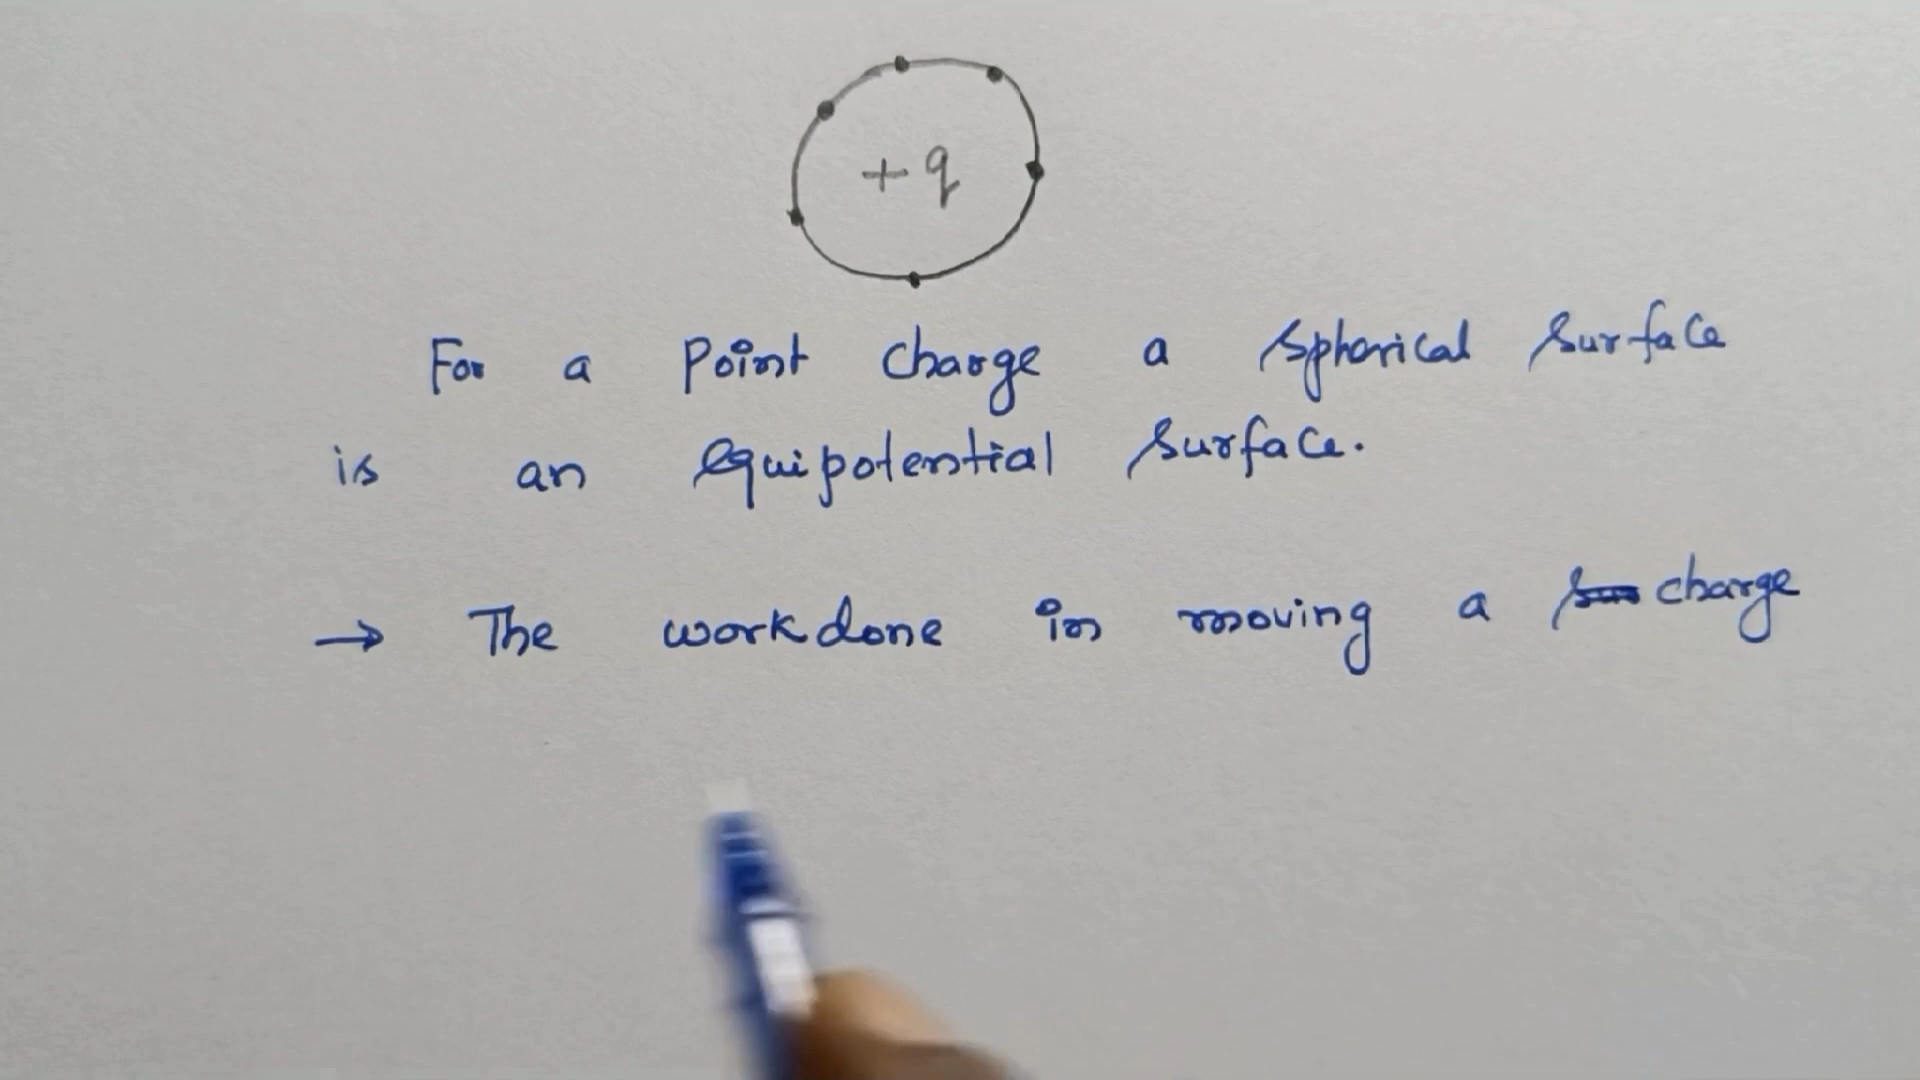 + q
For a Point charge a Spherical Surface
is an equipotential Surface.
→ The workdone in moving a charge